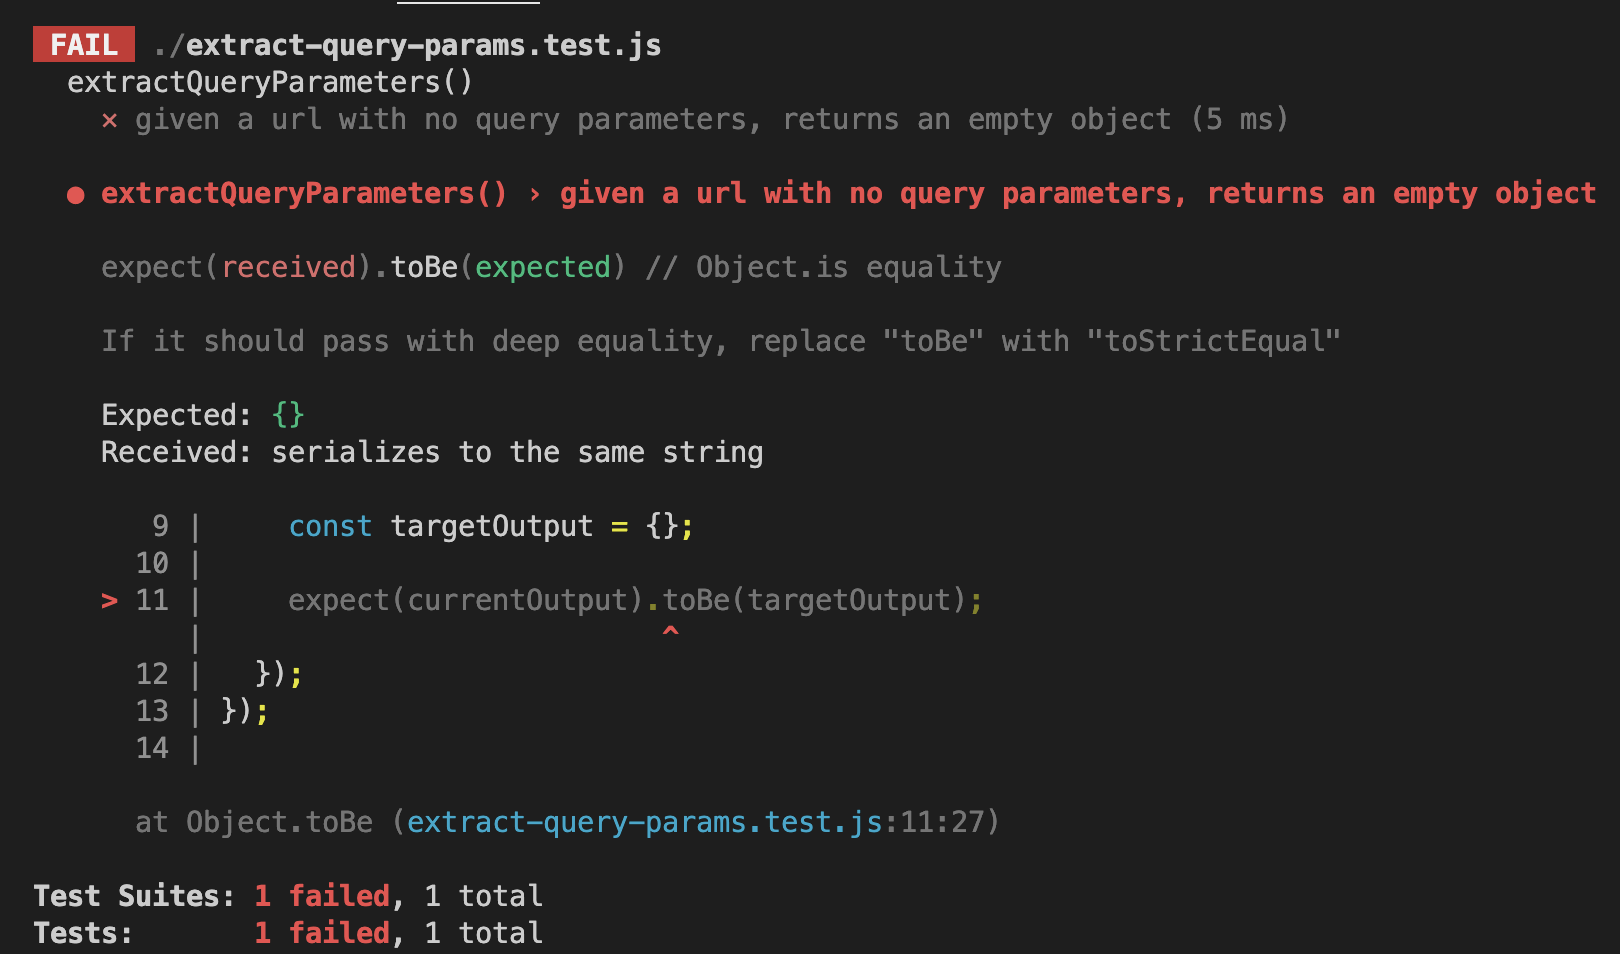 FAIL ./extract-query-params.test.js
extractQueryParameters()
✕ given a url with no query parameters, returns an empty object (5 ms)
● extractQueryParameters() › given a url with no query parameters, returns an empty object
expect(received).toBe(expected) // Object.is equality
If it should pass with deep equality, replace "toBe" with "toStrictEqual"
Expected: {}
Received: serializes to the same string
9 | const targetOutput = {};
10 |
> 11 | expect(currentOutput).toBe(targetOutput);
| ^
12 | });
13 | });
14 |
at Object.toBe (extract-query-params.test.js:11:27)
Test Suites: 1 failed, 1 total
Tests: 1 failed, 1 total